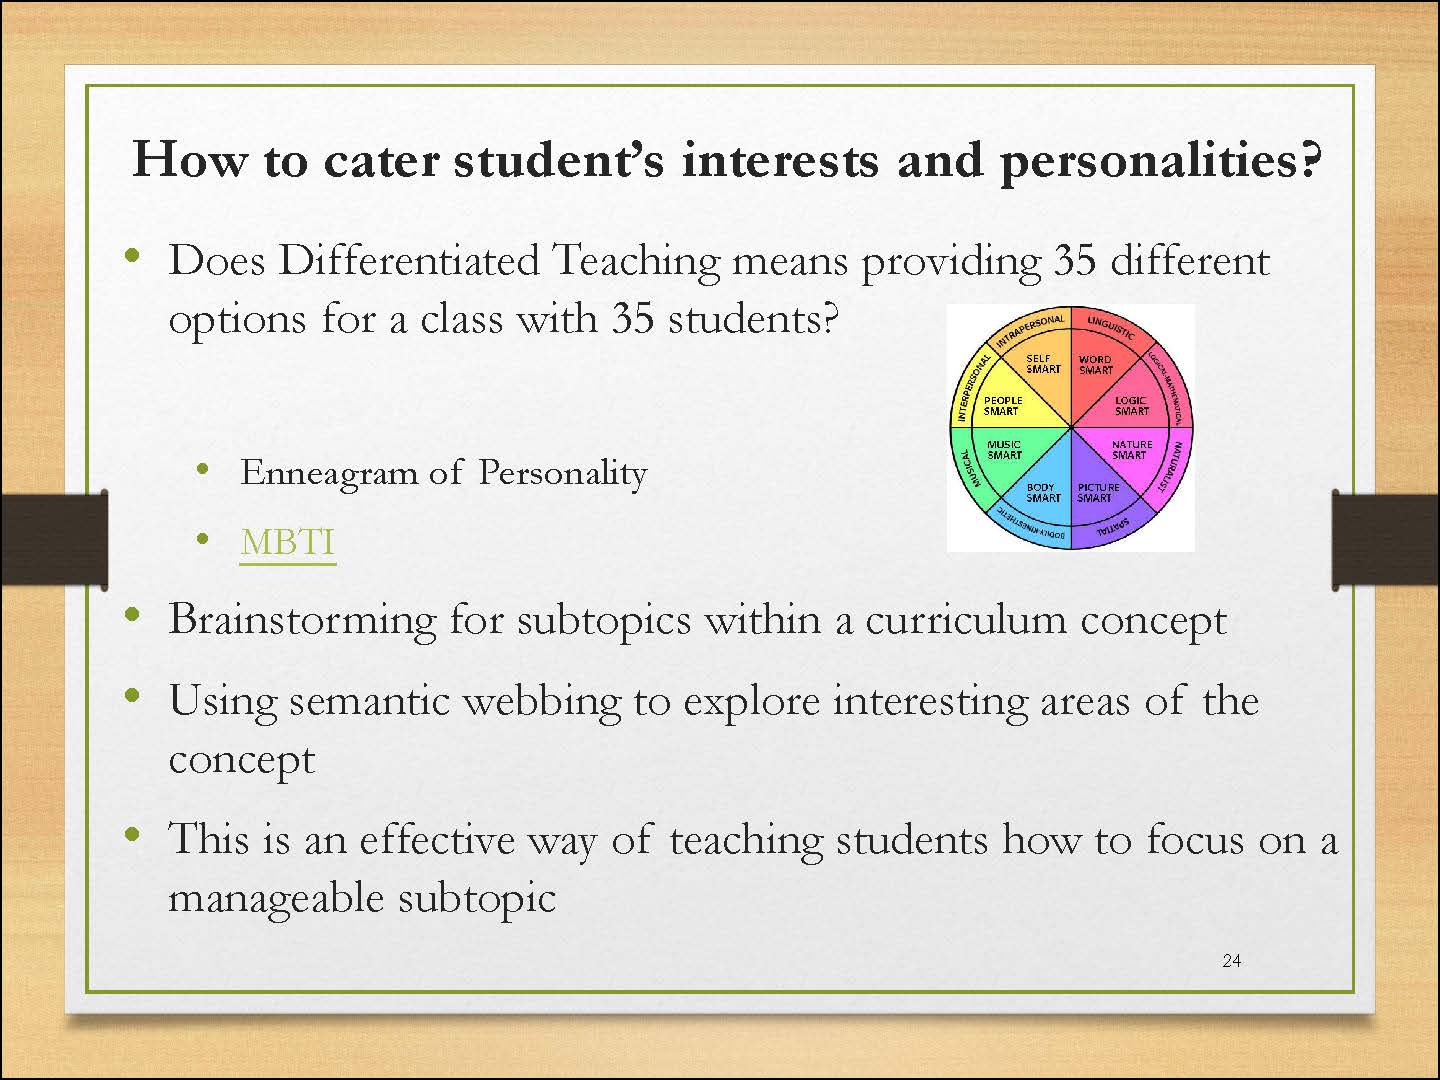 How to cater student’s interests and personalities?
• Does Differentiated Teaching means providing 35 different
options for a class with 35 students?
INTRAPERSONAL
LINGUISTIC
LOGICAL-MATHEMATICAL
NATURALIST
SPATIAL
BODILY-KINESTHETIC
MUSICAL
INTERPERSONAL
SELF
SMART
WORD
SMART
PEOPLE
SMART
LOGIC
SMART
MUSIC
SMART
NATURE
SMART
BODY
SMART
PICTURE
SMART
• Enneagram of Personality
• MBTI
• Brainstorming for subtopics within a curriculum concept
• Using semantic webbing to explore interesting areas of the
concept
• This is an effective way of teaching students how to focus on a
manageable subtopic
24